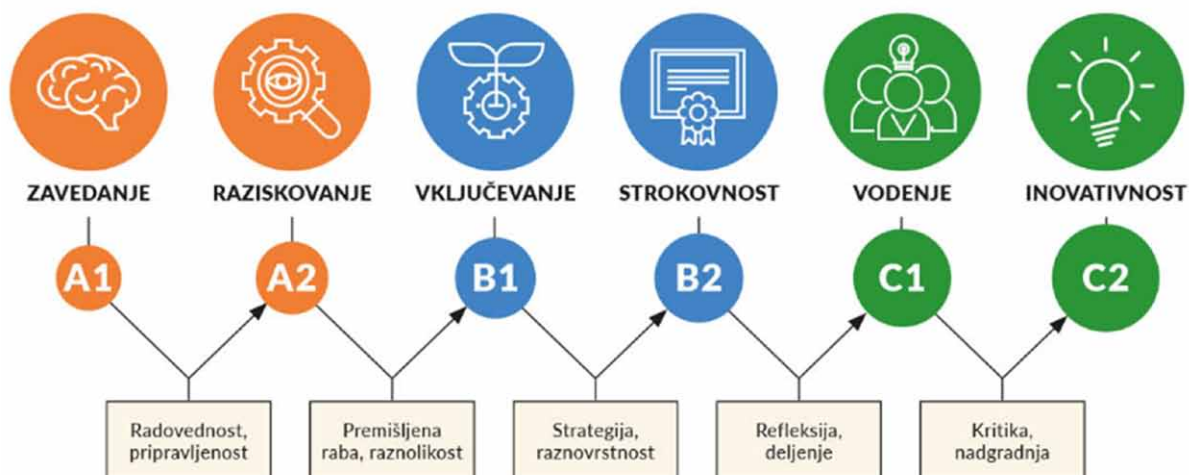 ZAVEDANJE
RAZISKOVANJE
VKLJUČEVANJE
STROKOVNOST
VODENJE
INOVATIVNOST
A1
A2
B1
B2
C1
C2
Radovednost,
pripravljenost
Premišljena
raba, raznolikost
Strategija,
raznovrstnost
Refleksija,
deljenje
Kritika,
nadgradnja